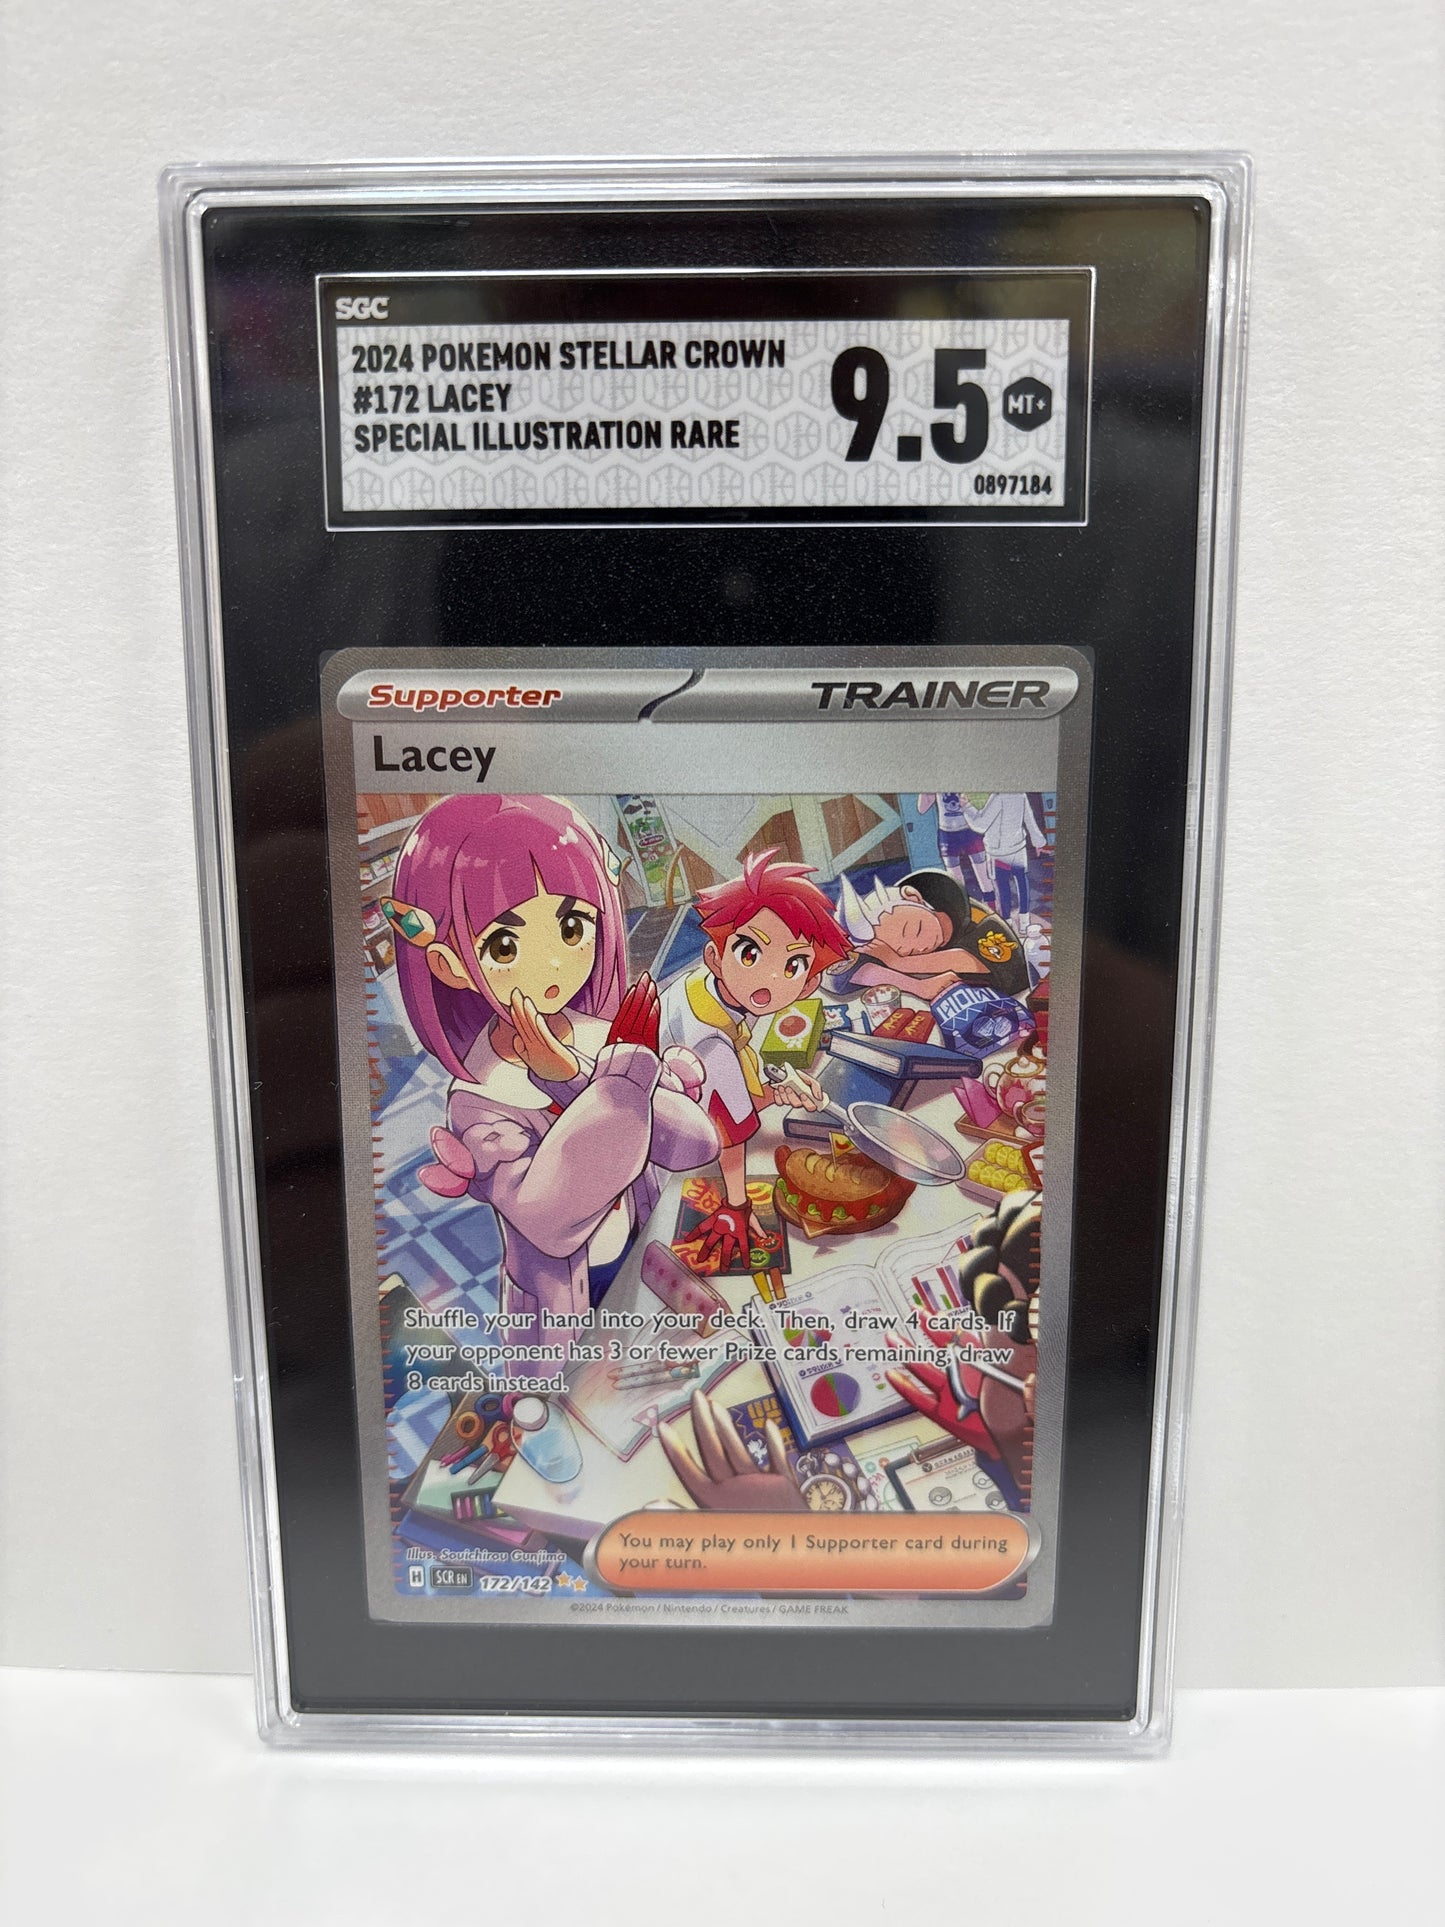 SGC
2024 POKEMON STELLAR CROWN
#172 LACEY
SPECIAL ILLUSTRATION RARE
9.5
MT+
0897184
Supporter
TRAINER
Lacey
Shuffle your hand into your deck. Then, draw 4 cards. If
your opponent has 3 or fewer Prize cards remaining, draw
8 cards instead.
You may play only 1 Supporter card during
your turn.
Illus. Souichirou Gunjima
H SCR EN 172/142
©2024 Pokémon / Nintendo / Creatures / GAME FREAK